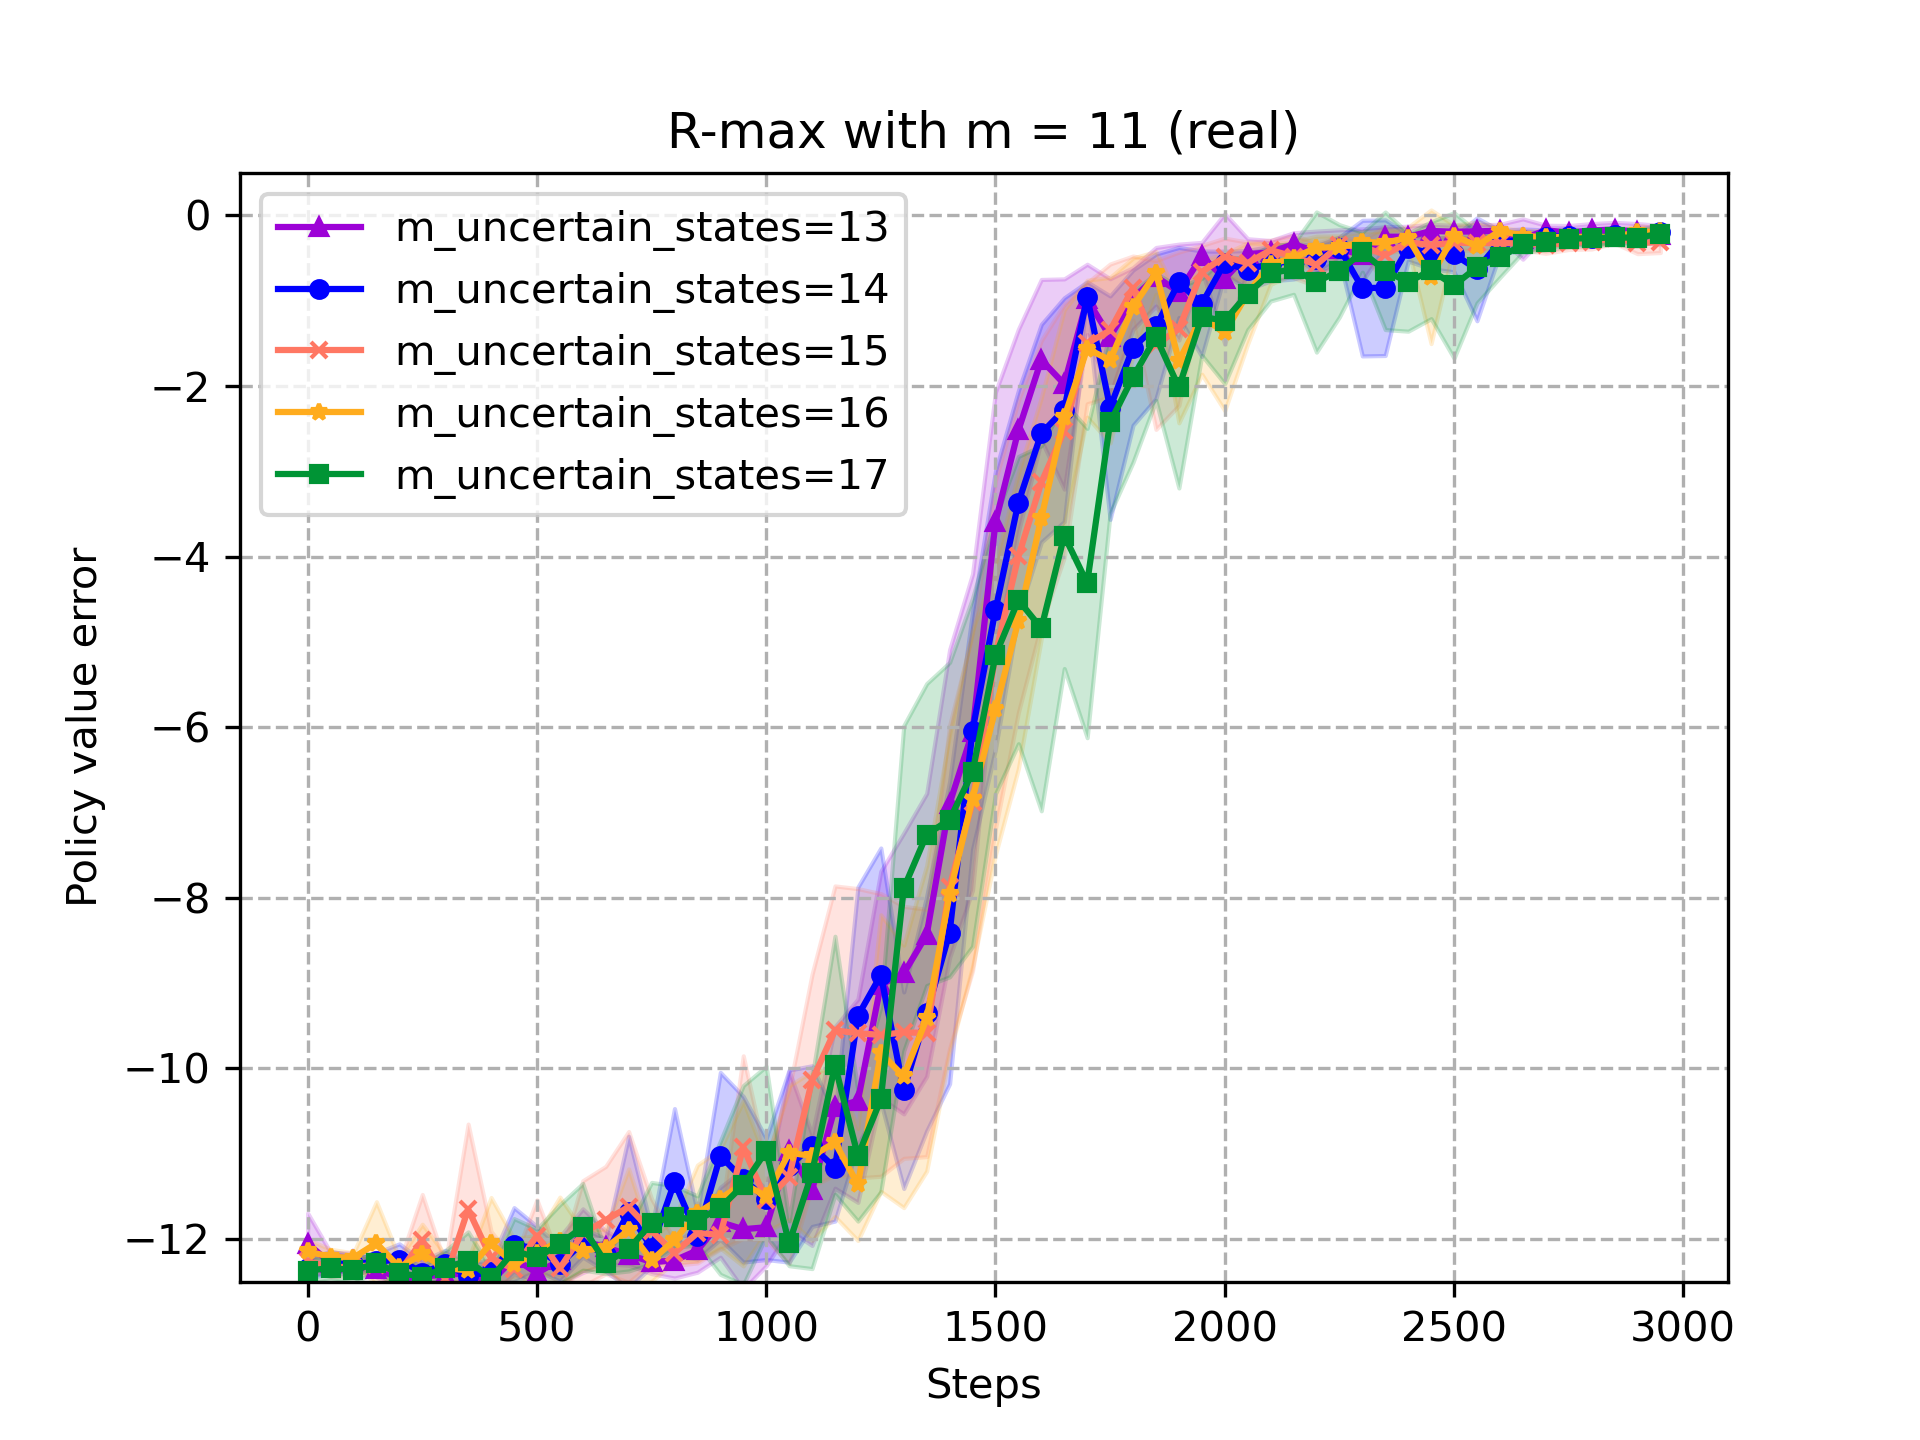 R-max with m = 11 (real)
m_uncertain_states=13
m_uncertain_states=14
m_uncertain_states=15
m_uncertain_states=16
m_uncertain_states=17
Policy value error
0
−2
−4
−6
−8
−10
−12
0 500 1000 1500 2000 2500 3000
Steps